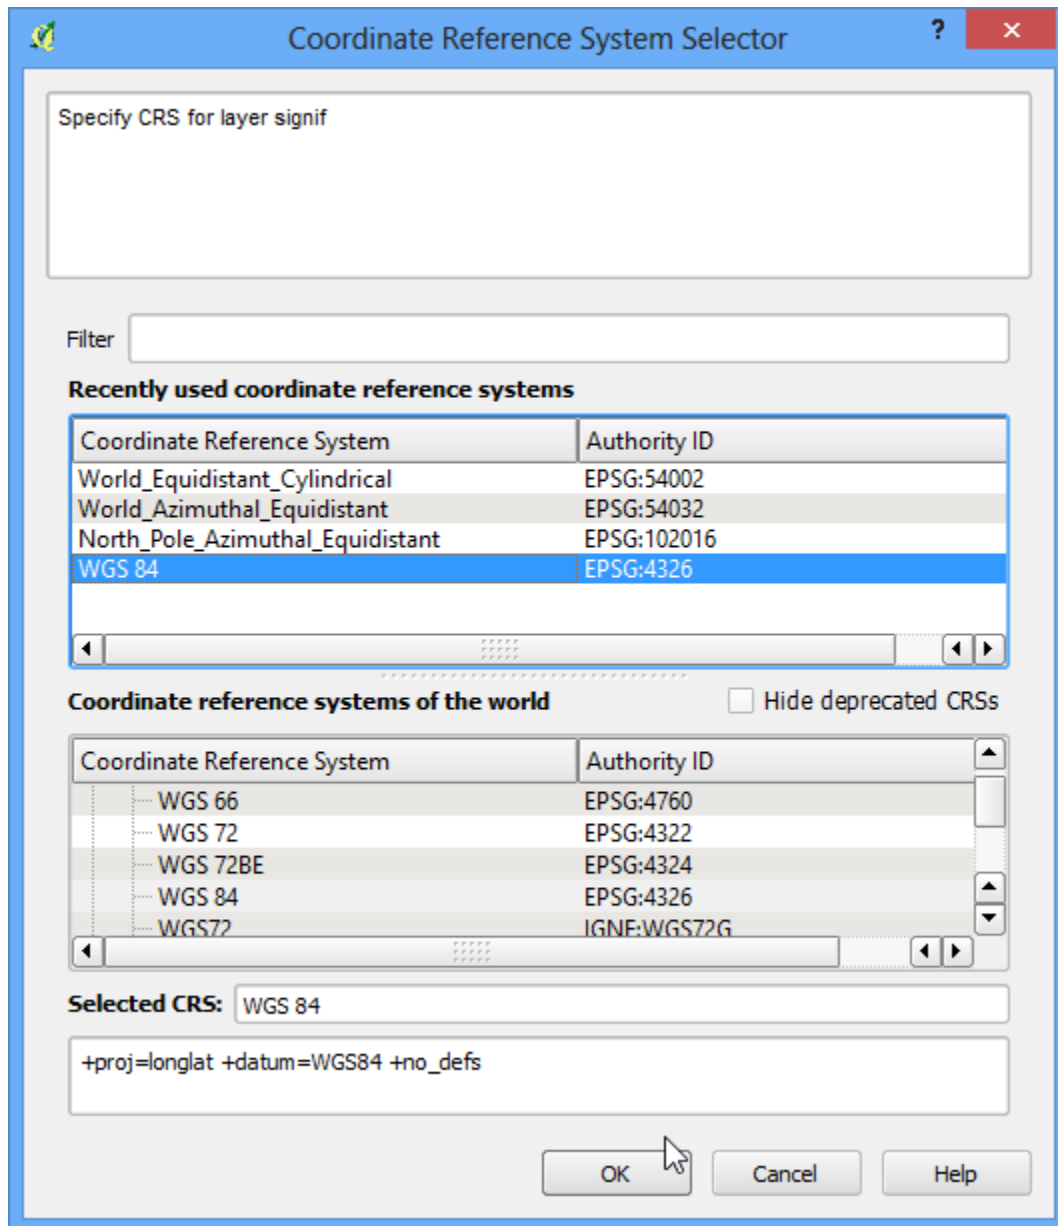 Coordinate Reference System Selector ?
Specify CRS for layer signif
Filter
Recently used coordinate reference systems
Coordinate Reference System Authority ID
World_Equidistant_Cylindrical EPSG:54002
World_Azimuthal_Equidistant EPSG:54032
North_Pole_Azimuthal_Equidistant EPSG:102016
WGS 84 EPSG:4326
Coordinate reference systems of the world Hide deprecated CRSs
Coordinate Reference System Authority ID
WGS 66 EPSG:4760
WGS 72 EPSG:4322
WGS 72BE EPSG:4324
WGS 84 EPSG:4326
WGS72 IGNF:WGS72G
Selected CRS: WGS 84
+proj=longlat +datum=WGS84 +no_defs
OK Cancel Help